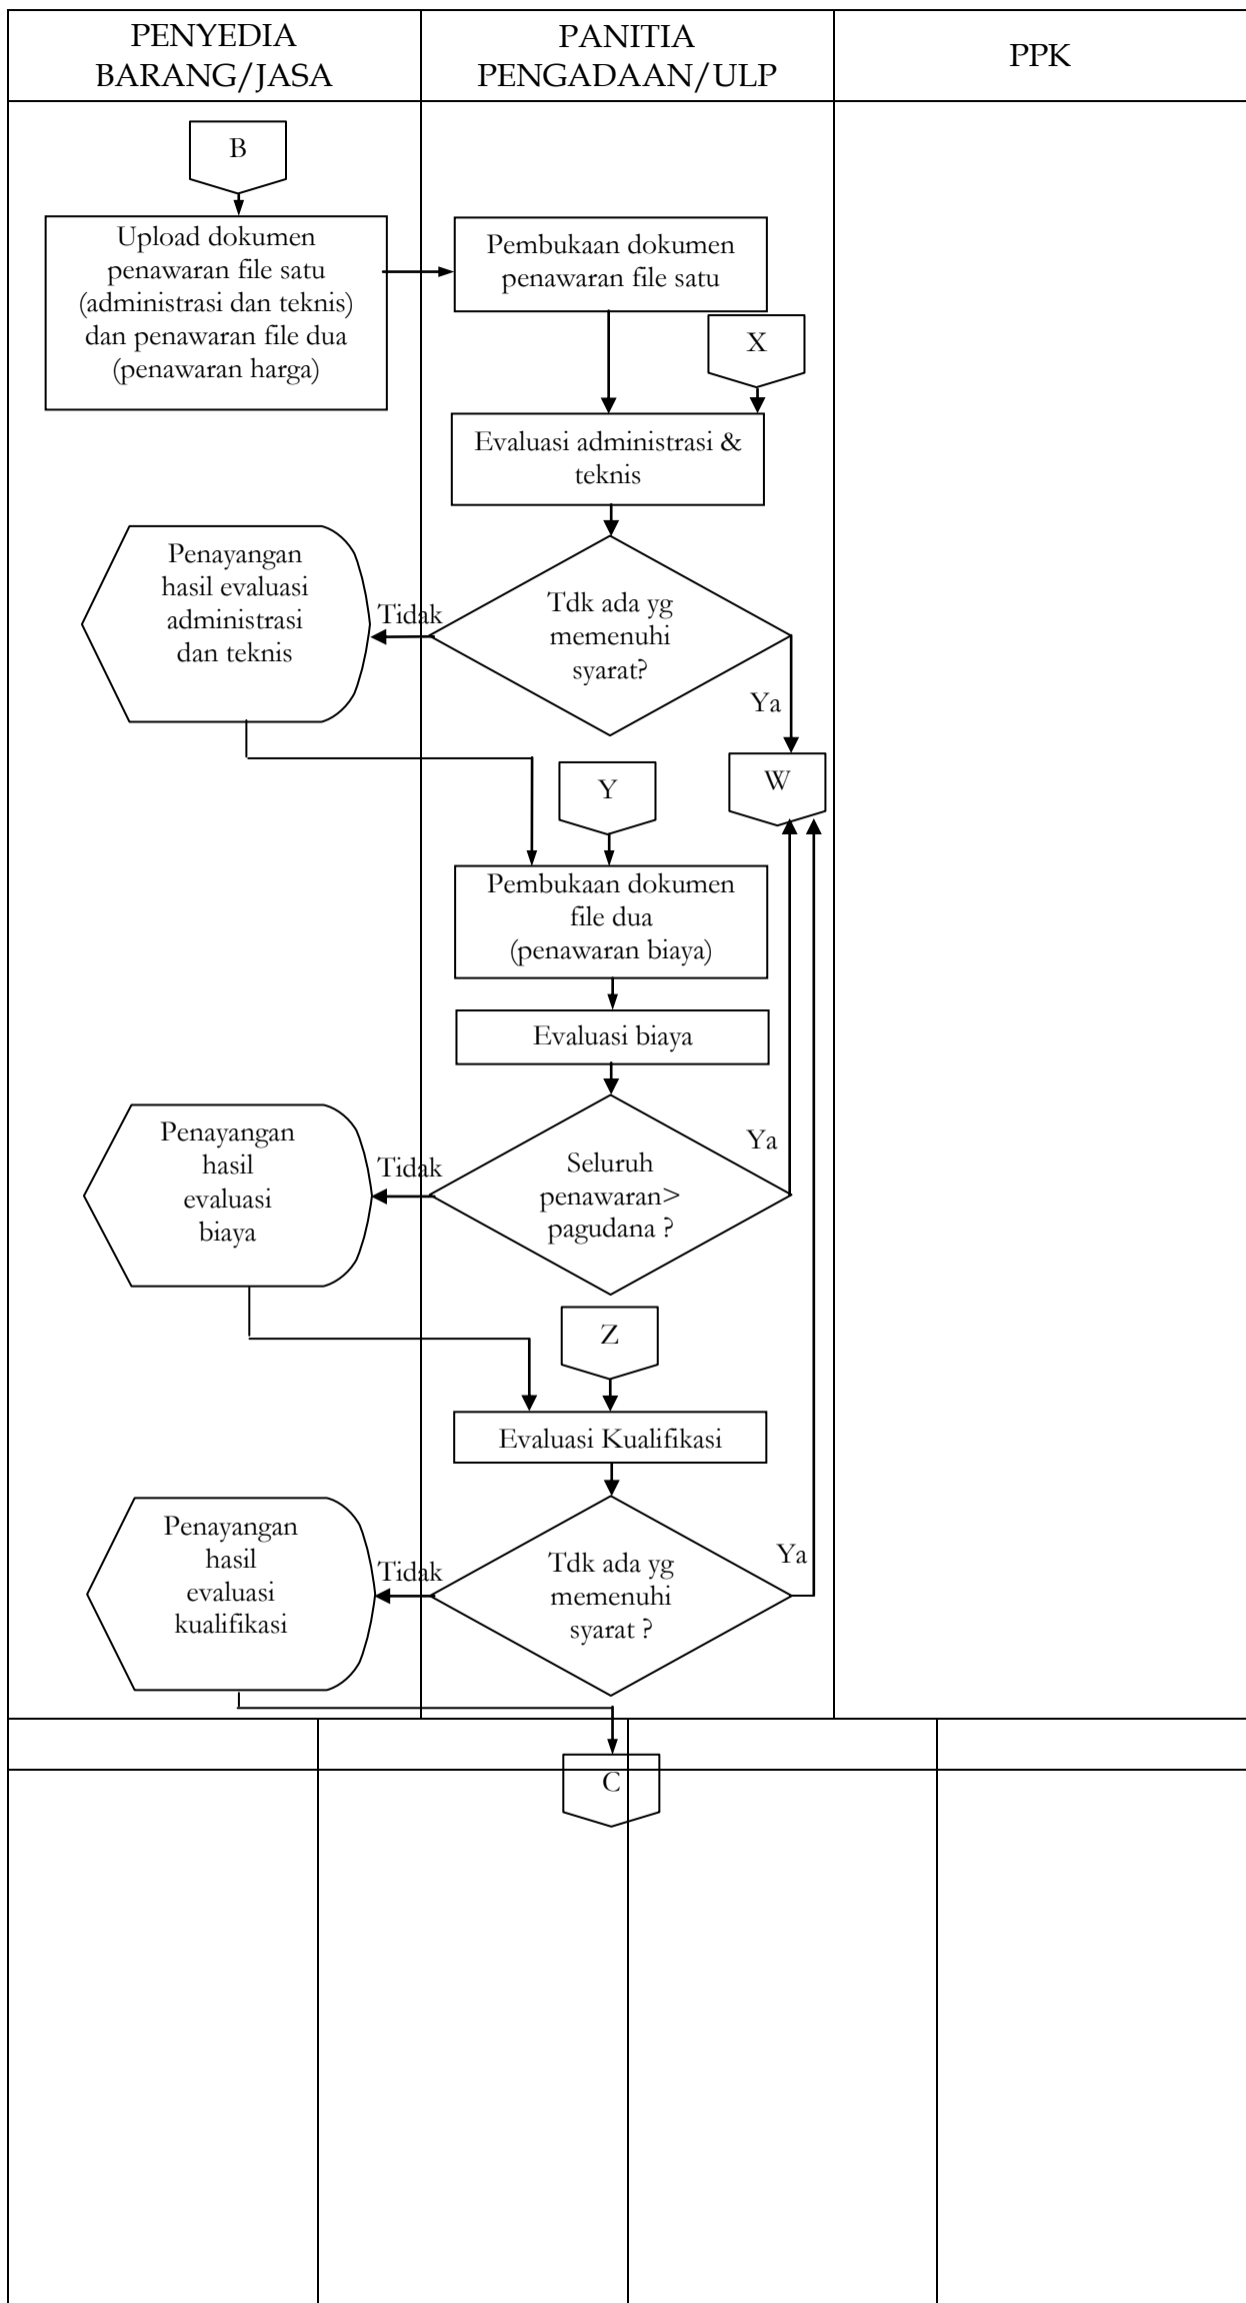 PENYEDIA
BARANG/JASA
PANITIA
PENGADAAN/ULP
PPK
B
Upload dokumen
penawaran file satu
(administrasi dan teknis)
dan penawaran file dua
(penawaran harga)
Pembukaan dokumen
penawaran file satu
X
Evaluasi administrasi &
teknis
Penayangan
hasil evaluasi
administrasi
dan teknis
Tidak
Tdk ada yg
memenuhi
syarat?
Ya
Y
W
Pembukaan dokumen
file dua
(penawaran biaya)
Evaluasi biaya
Penayangan
hasil
evaluasi
biaya
Tidak
Seluruh
penawaran>
pagudana ?
Ya
Z
Evaluasi Kualifikasi
Penayangan
hasil
evaluasi
kualifikasi
Tidak
Tdk ada yg
memenuhi
syarat ?
Ya
C